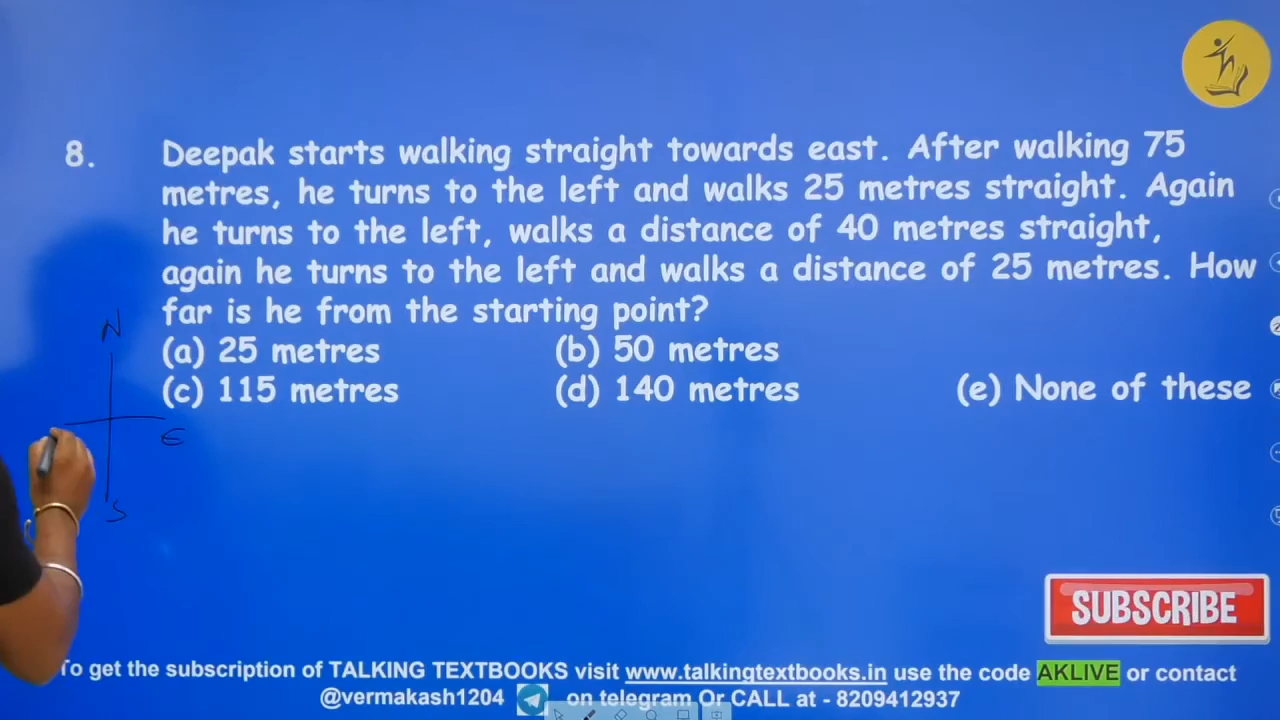 8. Deepak starts walking straight towards east. After walking 75
metres, he turns to the left and walks 25 metres straight. Again
he turns to the left, walks a distance of 40 metres straight,
again he turns to the left and walks a distance of 25 metres. How
far is he from the starting point?
(a) 25 metres (b) 50 metres
(c) 115 metres (d) 140 metres (e) None of these
N
E
S
SUBSCRIBE
To get the subscription of TALKING TEXTBOOKS visit www.talkingtextbooks.in use the code AKLIVE or contact
@vermakash1204 on telegram Or CALL at - 8209412937